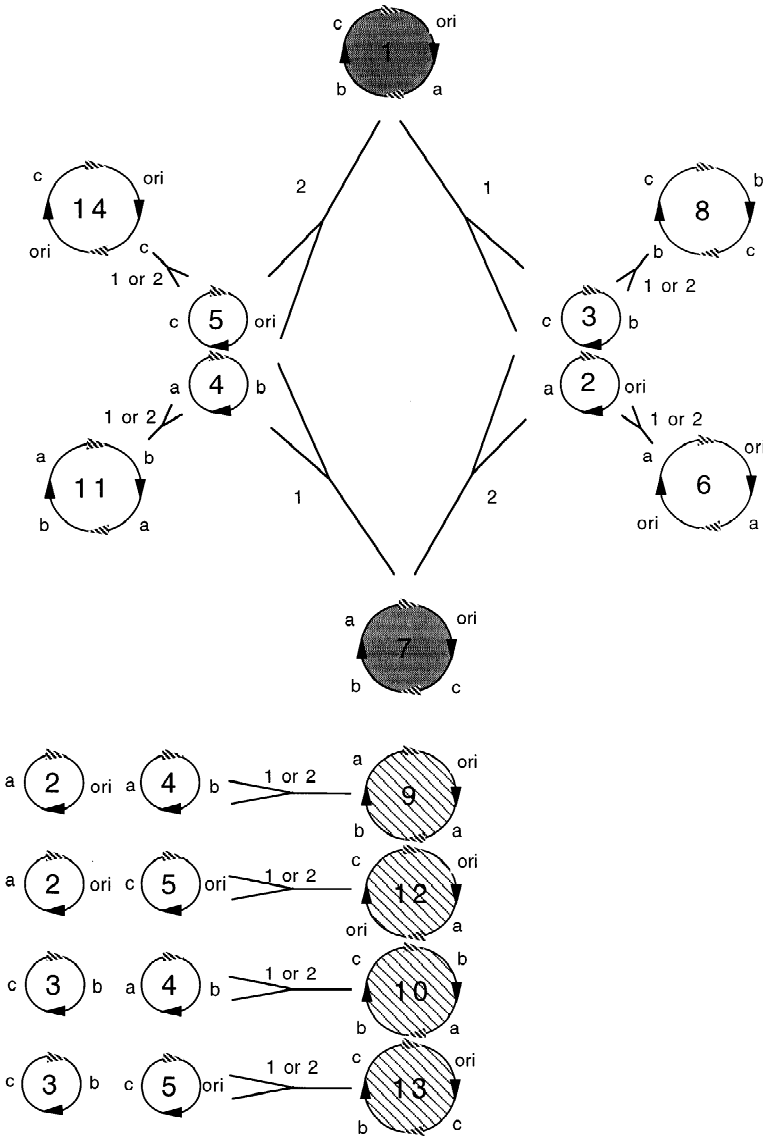 c ori
1
b a
2 1
c ori
14
ori c
1 or 2
c b
8
b c
1 or 2
c 5 ori
a 4 b
c 3 b
a 2 ori
1 or 2
a b
11
b a
1 or 2
a ori
6
ori a
1 2
a ori
7
b c
a 2 ori a 4 b 1 or 2
a ori
9
b a
a 2 ori c 5 ori 1 or 2
c ori
12
ori a
c 3 b a 4 b 1 or 2
c b
10
b a
c 3 b c 5 ori 1 or 2
c ori
13
b c